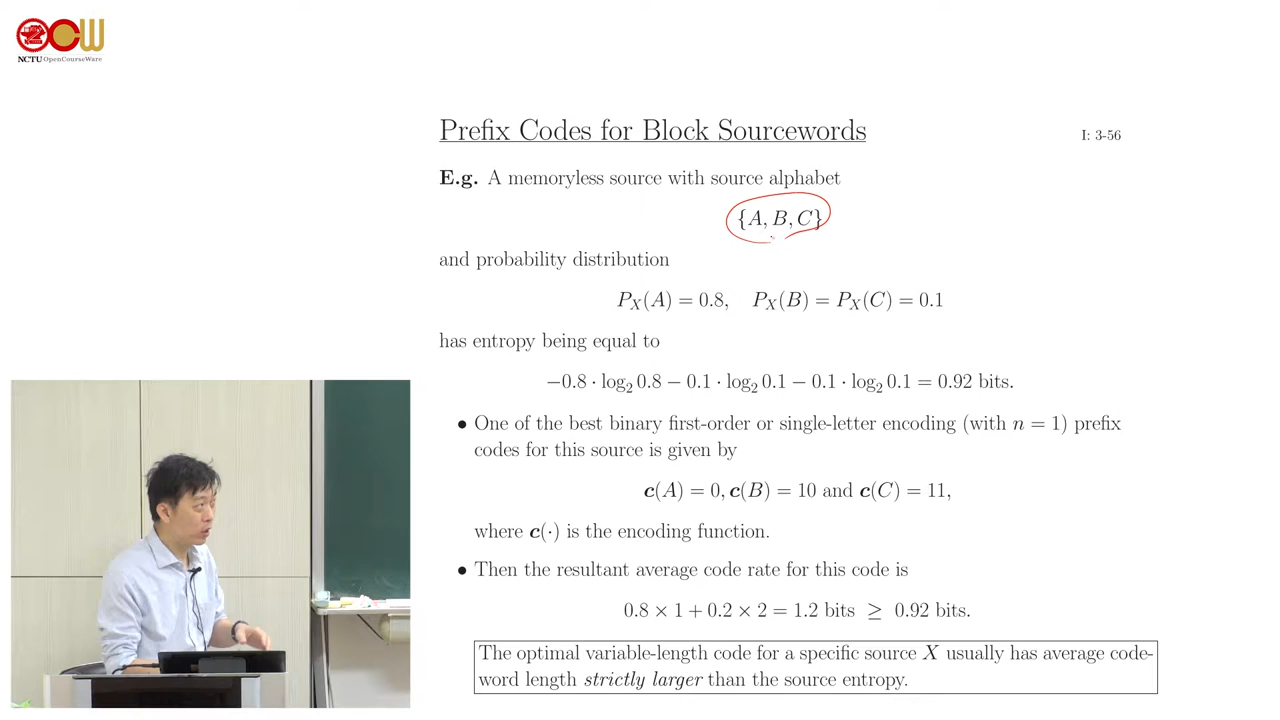 NCTU OpenCourseWare
Prefix Codes for Block Sourcewords
I: 3-56
E.g. A memoryless source with source alphabet
{A, B, C}
and probability distribution
P_X(A) = 0.8, P_X(B) = P_X(C) = 0.1
has entropy being equal to
−0.8 · log₂ 0.8 − 0.1 · log₂ 0.1 − 0.1 · log₂ 0.1 = 0.92 bits.
• One of the best binary first-order or single-letter encoding (with n = 1) prefix
codes for this source is given by
c(A) = 0, c(B) = 10 and c(C) = 11,
where c(·) is the encoding function.
• Then the resultant average code rate for this code is
0.8 × 1 + 0.2 × 2 = 1.2 bits ≥ 0.92 bits.
The optimal variable-length code for a specific source X usually has average code-
word length strictly larger than the source entropy.